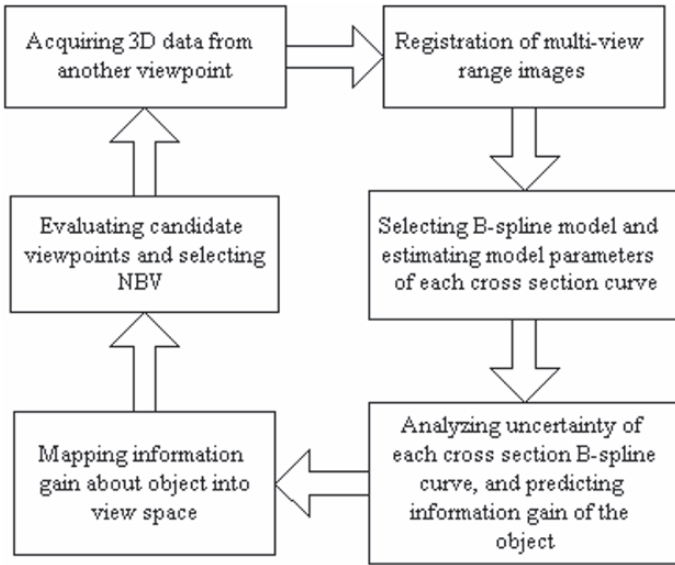 Acquiring 3D data from
another viewpoint
Registration of multi-view
range images
Selecting B-spline model and
estimating model parameters
of each cross section curve
Analyzing uncertainty of
each cross section B-spline
curve, and predicting
information gain of the
object
Mapping information
gain about object into
view space
Evaluating candidate
viewpoints and selecting
NBV